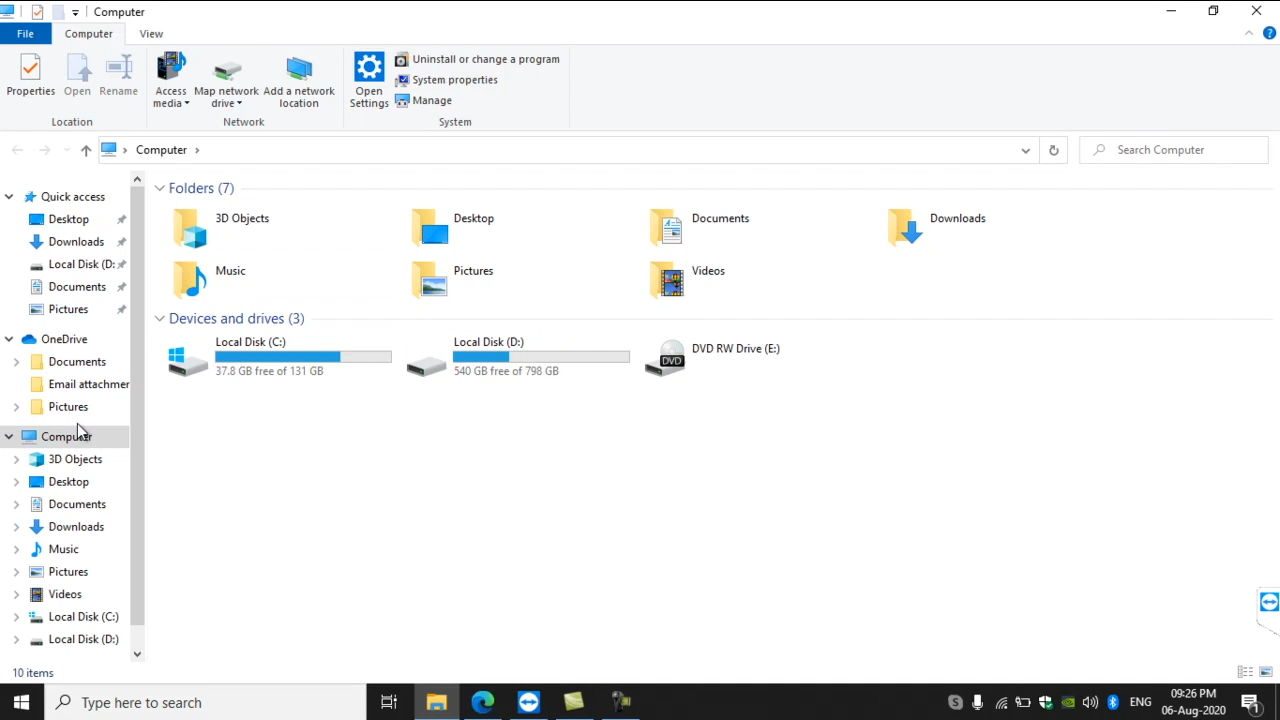 Computer
File
Computer
View
Properties
Open
Rename
Access media
Map network drive
Add a network location
Open Settings
Uninstall or change a program
System properties
Manage
Location
Network
System
Computer
Search Computer
Quick access
Desktop
Downloads
Local Disk (D:
Documents
Pictures
OneDrive
Documents
Email attachmer
Pictures
Computer
3D Objects
Desktop
Documents
Downloads
Music
Pictures
Videos
Local Disk (C:)
Local Disk (D:)
Folders (7)
3D Objects
Desktop
Documents
Downloads
Music
Pictures
Videos
Devices and drives (3)
Local Disk (C:)
37.8 GB free of 131 GB
Local Disk (D:)
540 GB free of 798 GB
DVD
DVD RW Drive (E:)
10 items
Type here to search
ENG
09:26 PM
06-Aug-2020
1